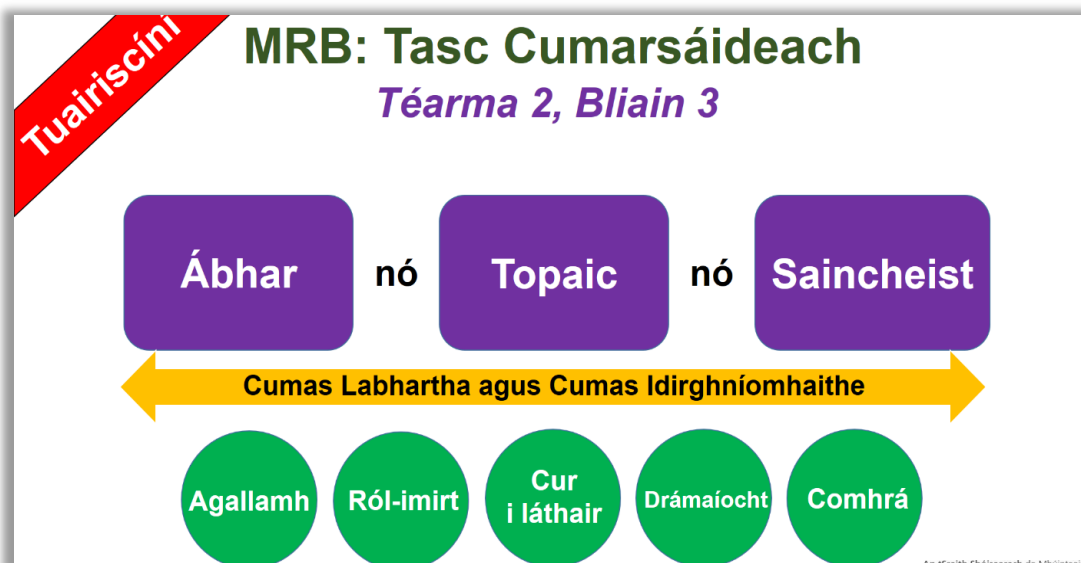 Tuairiscíní
MRB: Tasc Cumarsáideach
Téarma 2, Bliain 3
Ábhar nó Topaic nó Saincheist
Cumas Labhartha agus Cumas Idirghníomhaithe
Agallamh
Ról-imirt
Cur
i láthair
Drámaíocht
Comhrá